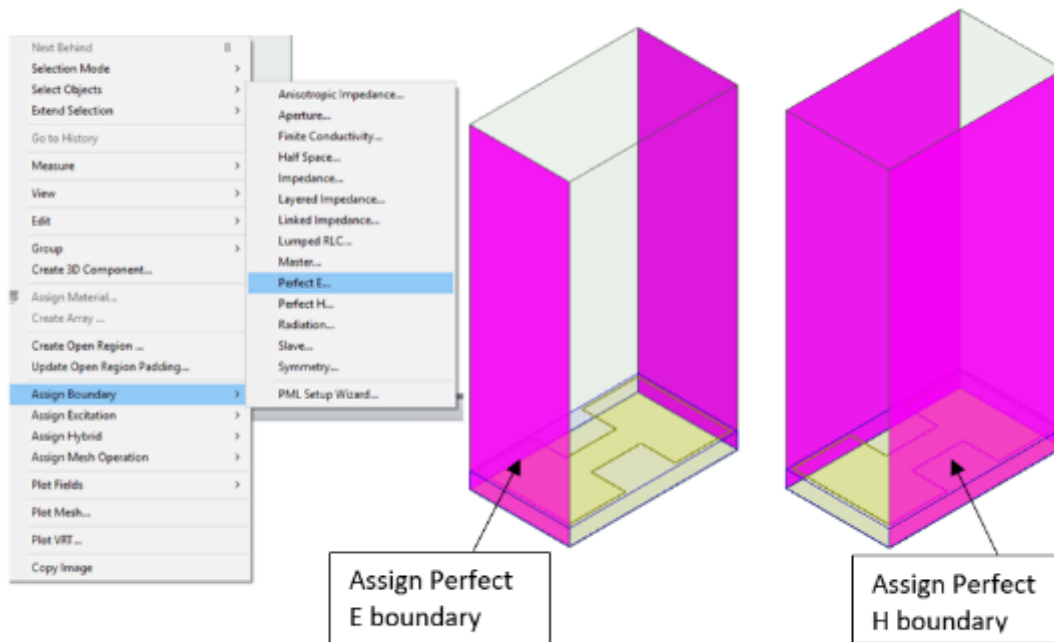 Next Behind B
Selection Mode
Select Objects
Extend Selection
Go to History
Measure
View
Edit
Group
Create 3D Component...
Assign Material...
Create Array ...
Create Open Region ...
Update Open Region Padding...
Assign Boundary
Assign Excitation
Assign Hybrid
Assign Mesh Operation
Plot Fields
Plot Mesh...
Plot VRT...
Copy Image
Anisotropic Impedance...
Aperture...
Finite Conductivity...
Half Space...
Impedance...
Layered Impedance...
Linked Impedance...
Lumped RLC...
Master...
Perfect E...
Perfect H...
Radiation...
Slave...
Symmetry...
PML Setup Wizard...
Assign Perfect
E boundary
Assign Perfect
H boundary